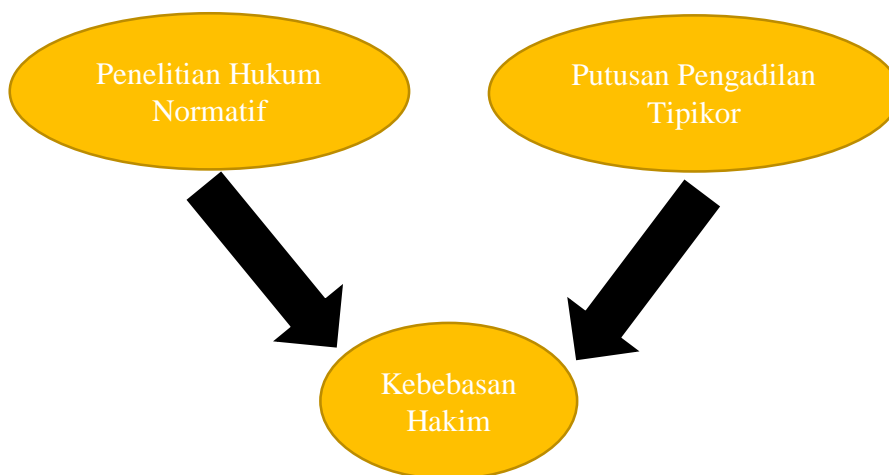 Penelitian Hukum
Normatif
Putusan Pengadilan
Tipikor
Kebebasan
Hakim